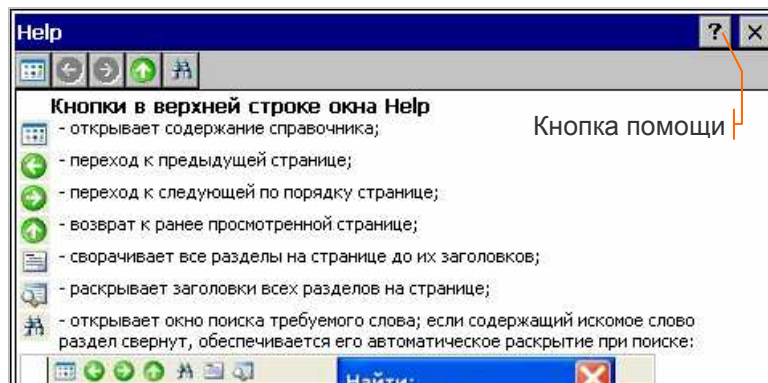 Help
?
Кнопки в верхней строке окна Help
- открывает содержание справочника;
Кнопка помощи
- переход к предыдущей странице;
- переход к следующей по порядку странице;
- возврат к ранее просмотренной странице;
- сворачивает все разделы на странице до их заголовков;
- раскрывает заголовки всех разделов на странице;
- открывает окно поиска требуемого слова; если содержащий искомое слово
раздел свернут, обеспечивается его автоматическое раскрытие при поиске:
Найти: